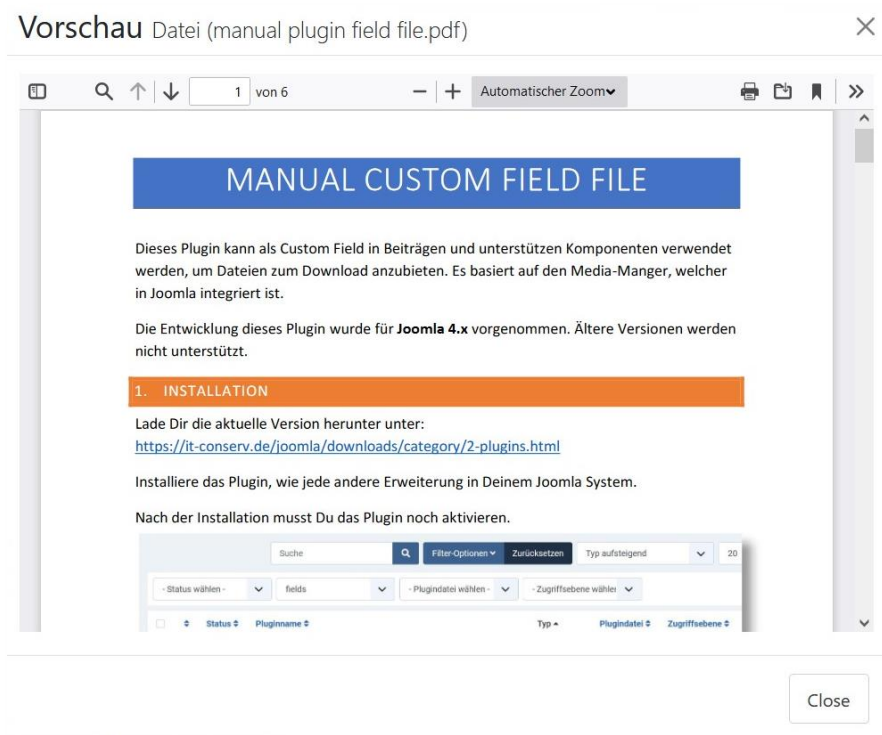 Vorschau Datei (manual plugin field file.pdf)
1 von 6 Automatischer Zoom
MANUAL CUSTOM FIELD FILE
Dieses Plugin kann als Custom Field in Beiträgen und unterstützen Komponenten verwendet
werden, um Dateien zum Download anzubieten. Es basiert auf den Media-Manger, welcher
in Joomla integriert ist.
Die Entwicklung dieses Plugin wurde für Joomla 4.x vorgenommen. Ältere Versionen werden
nicht unterstützt.
1. INSTALLATION
Lade Dir die aktuelle Version herunter unter:
https://it-conserv.de/joomla/downloads/category/2-plugins.html
Installiere das Plugin, wie jede andere Erweiterung in Deinem Joomla System.
Nach der Installation musst Du das Plugin noch aktivieren.
Suche Filter-Optionen Zurücksetzen Typ aufsteigend 20
- Status wählen - fields - Plugindatei wählen - - Zugriffsebene wählen
Status Pluginname Typ Plugindatei Zugriffsebene
Close